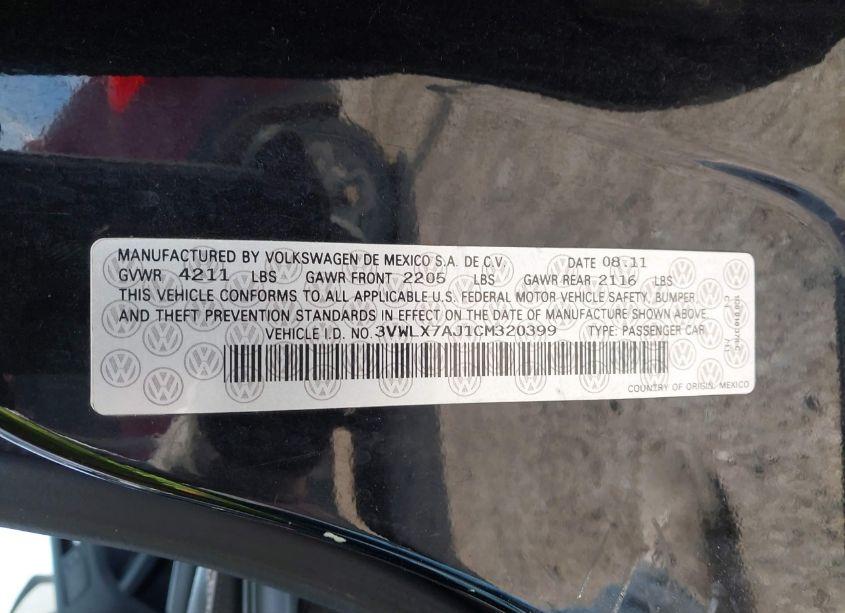 MANUFACTURED BY VOLKSWAGEN DE MEXICO S.A. DE C.V. DATE 08.11
GVWR 4211 LBS GAWR FRONT 2205 LBS GAWR REAR 2116 LBS
THIS VEHICLE CONFORMS TO ALL APPLICABLE U.S. FEDERAL MOTOR VEHICLE SAFETY, BUMPER
AND THEFT PREVENTION STANDARDS IN EFFECT ON THE DATE OF MANUFACTURE SHOWN ABOVE.
VEHICLE I.D. NO. 3VWLX7AJ1CM320399 TYPE: PASSENGER CAR
COUNTRY OF ORIGIN, MEXICO